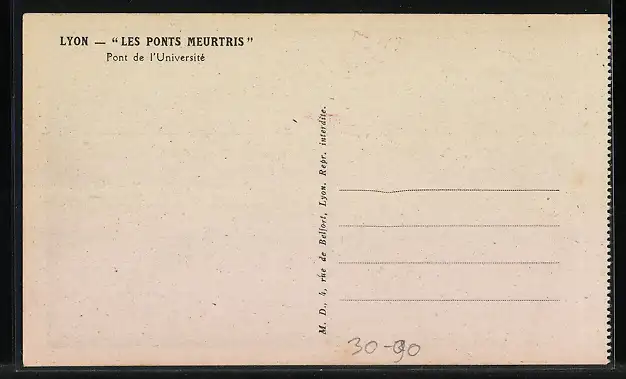 LYON — “LES PONTS MEURTRIS”
Pont de l'Université
M. D., 4, rue de Belfort, Lyon. Repr. interdite.
30-90